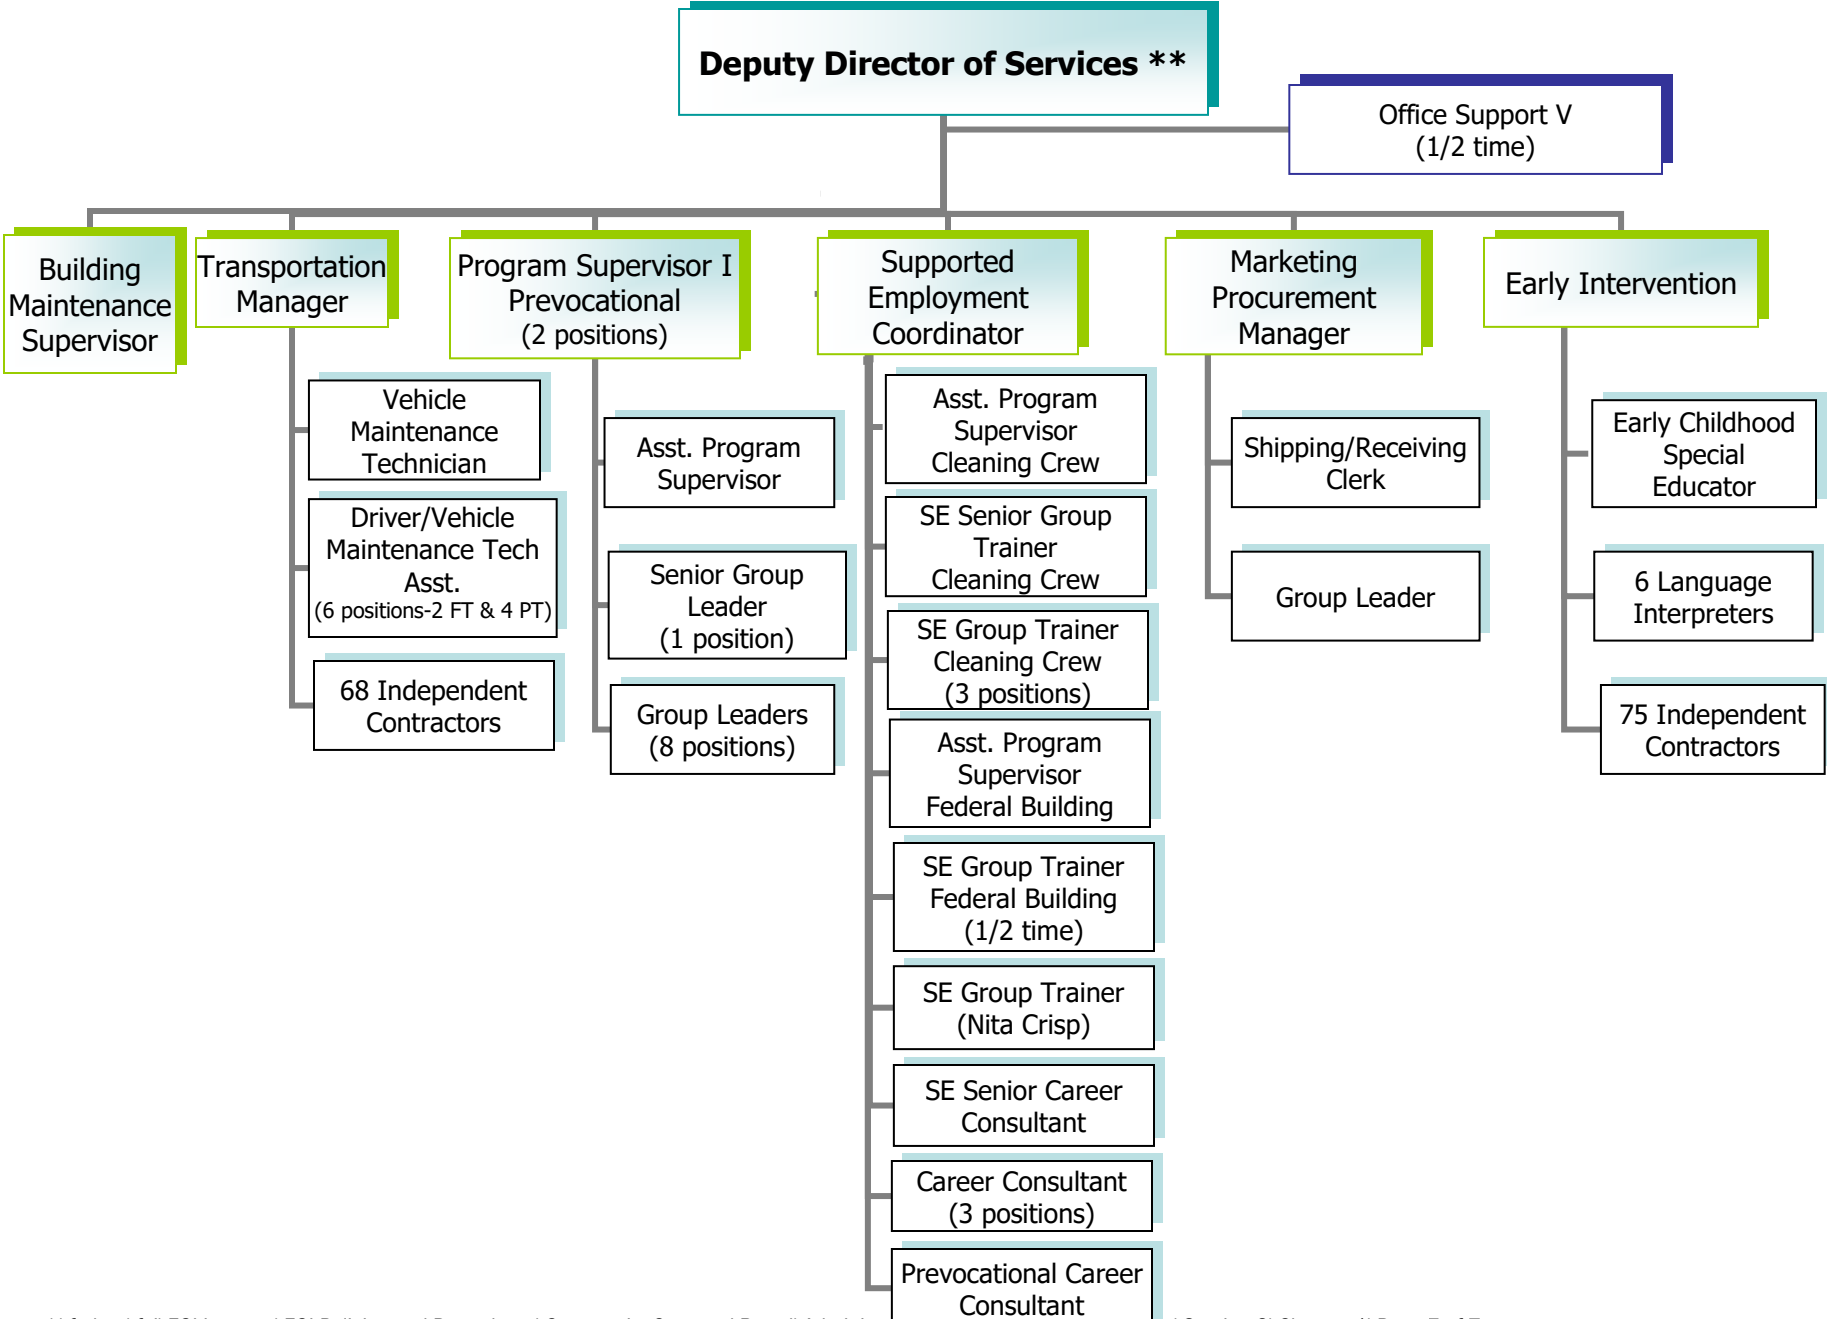 Deputy Director of Services **
Office Support V
(1/2 time)
Building
Maintenance
Supervisor
Transportation
Manager
Program Supervisor I
Prevocational
(2 positions)
Supported
Employment
Coordinator
Marketing
Procurement
Manager
Early Intervention
Vehicle
Maintenance
Technician
Driver/Vehicle
Maintenance Tech
Asst.
(6 positions-2 FT & 4 PT)
68 Independent
Contractors
Asst. Program
Supervisor
Senior Group
Leader
(1 position)
Group Leaders
(8 positions)
Asst. Program
Supervisor
Cleaning Crew
SE Senior Group
Trainer
Cleaning Crew
SE Group Trainer
Cleaning Crew
(3 positions)
Asst. Program
Supervisor
Federal Building
SE Group Trainer
Federal Building
(1/2 time)
SE Group Trainer
(Nita Crisp)
SE Senior Career
Consultant
Career Consultant
(3 positions)
Prevocational Career
Consultant
Shipping/Receiving
Clerk
Group Leader
Early Childhood
Special
Educator
6 Language
Interpreters
75 Independent
Contractors